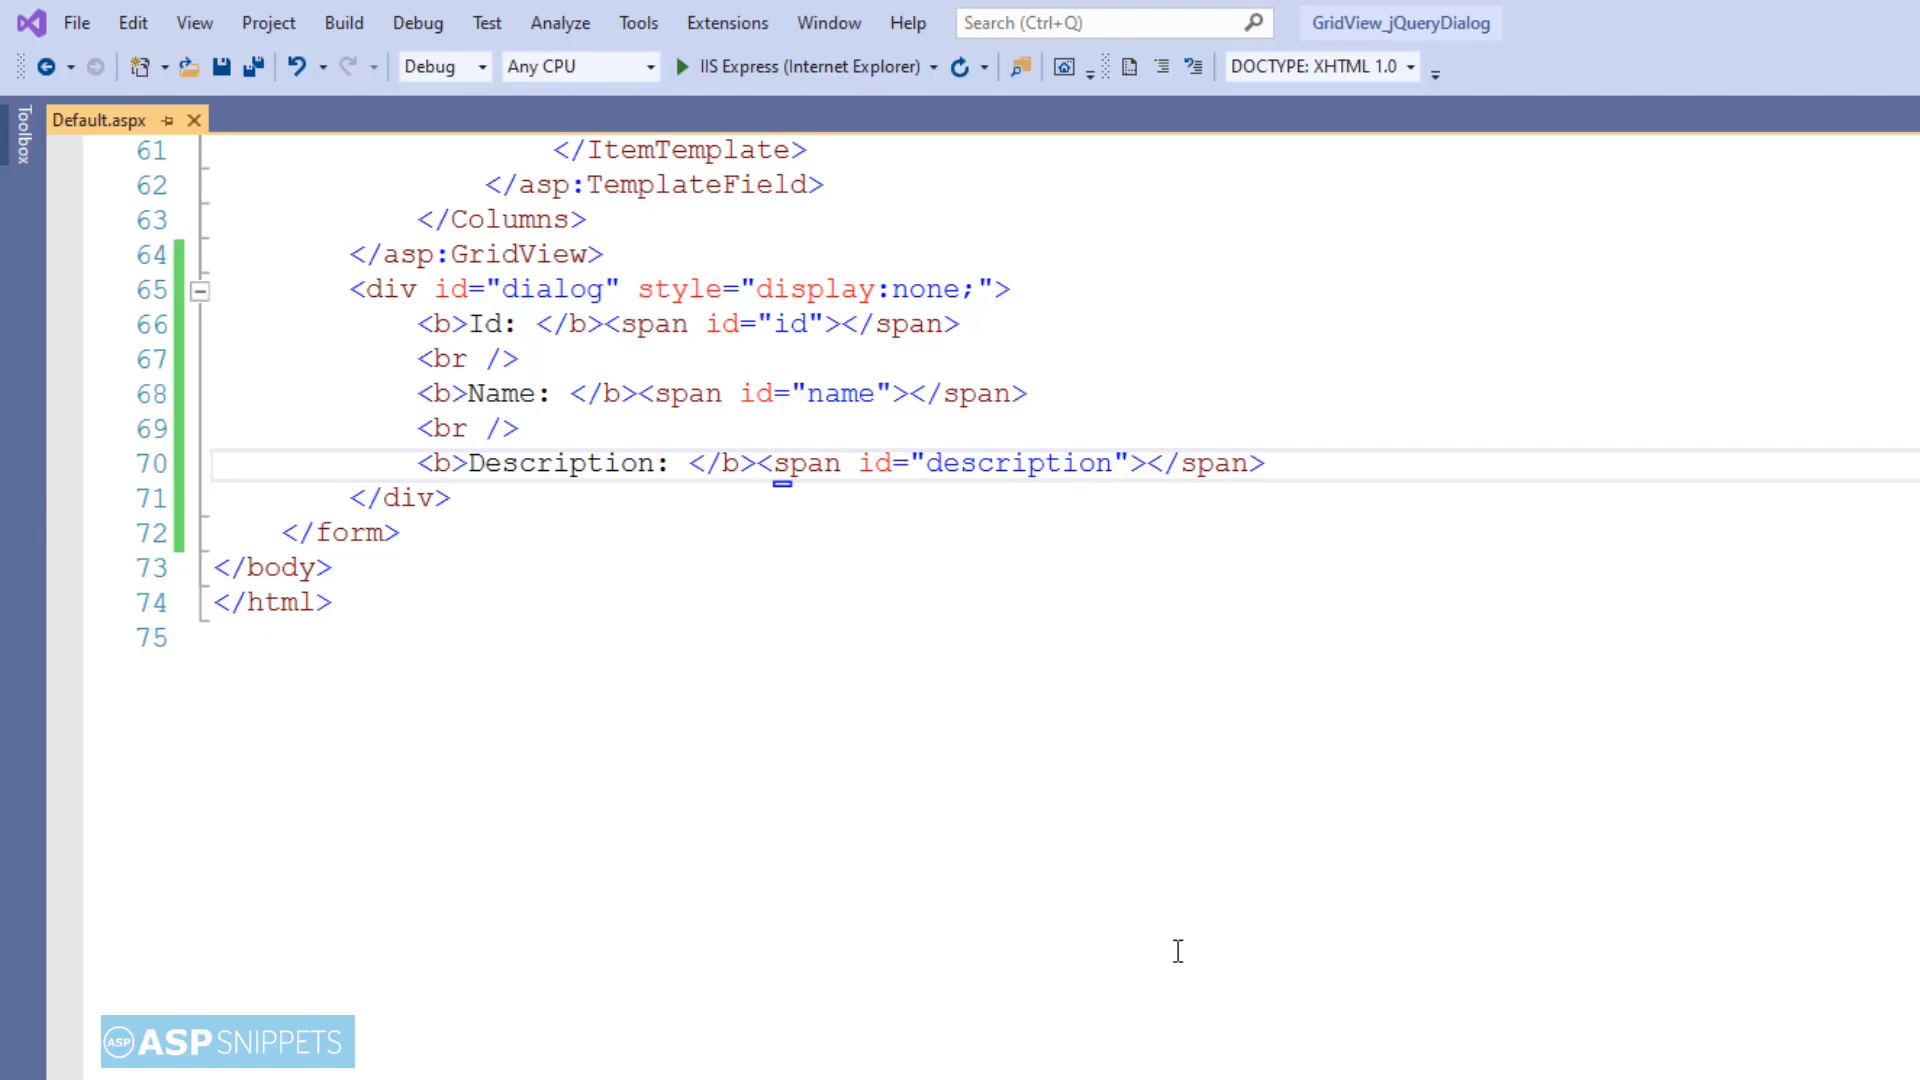 File Edit View Project Build Debug Test Analyze Tools Extensions Window Help Search (Ctrl+Q) GridView_jQueryDialog
Debug Any CPU IIS Express (Internet Explorer) DOCTYPE: XHTML 1.0
Toolbox
Default.aspx
61 </ItemTemplate>
62 </asp:TemplateField>
63 </Columns>
64 </asp:GridView>
65 <div id="dialog" style="display:none;">
66 <b>Id: </b><span id="id"></span>
67 <br />
68 <b>Name: </b><span id="name"></span>
69 <br />
70 <b>Description: </b><span id="description"></span>
71 </div>
72 </form>
73 </body>
74 </html>
75
ASP ASPSNIPPETS